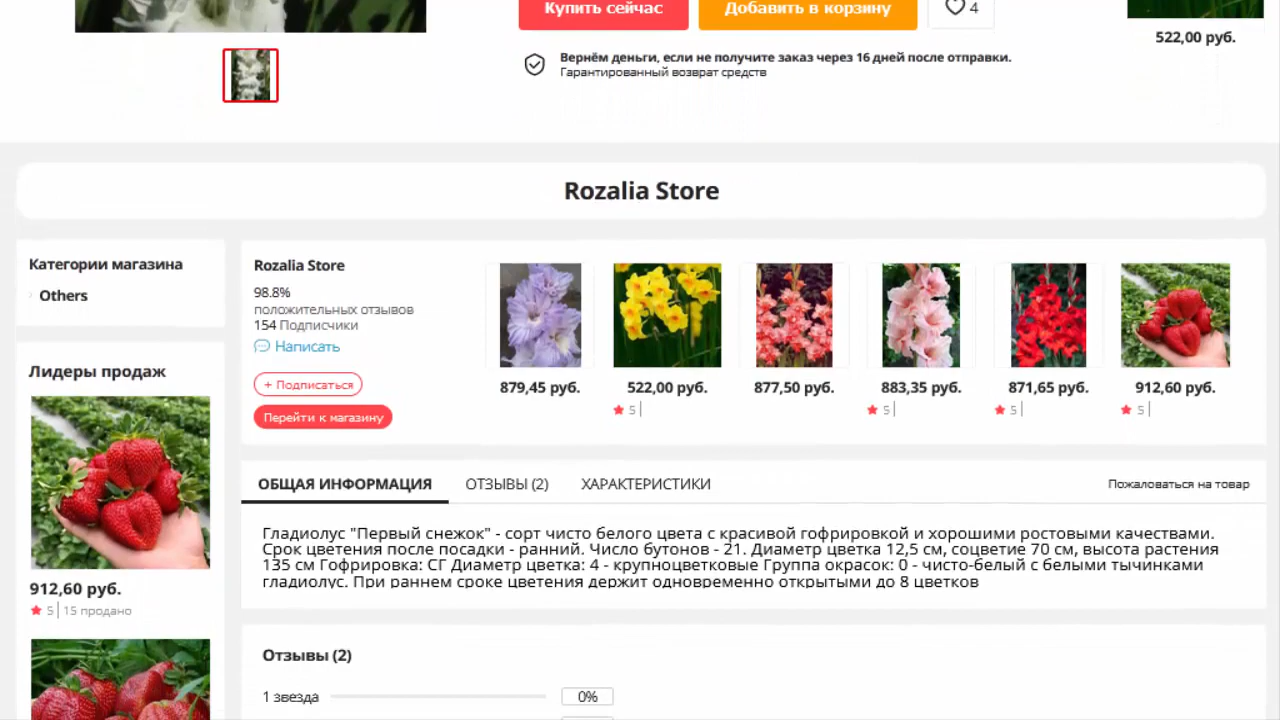 Купить сейчас
Добавить в корзину
4
522,00 руб.
Вернём деньги, если не получите заказ через 16 дней после отправки.
Гарантированный возврат средств
Rozalia Store
Категории магазина
Others
Лидеры продаж
912,60 руб.
5 | 15 продано
Rozalia Store
98.8%
положительных отзывов
154 Подписчики
Написать
+ Подписаться
Перейти к магазину
879,45 руб.
522,00 руб.
5 |
877,50 руб.
883,35 руб.
5 |
871,65 руб.
5 |
912,60 руб.
5 |
ОБЩАЯ ИНФОРМАЦИЯ
ОТЗЫВЫ (2)
ХАРАКТЕРИСТИКИ
Пожаловаться на товар
Гладиолус "Первый снежок" - сорт чисто белого цвета с красивой гофрировкой и хорошими ростовыми качествами.
Срок цветения после посадки - ранний. Число бутонов - 21. Диаметр цветка 12,5 см, соцветие 70 см, высота растения
135 см Гофрировка: СГ Диаметр цветка: 4 - крупноцветковые Группа окрасок: 0 - чисто-белый с белыми тычинками
гладиолус. При раннем сроке цветения держит одновременно открытыми до 8 цветков
Отзывы (2)
1 звезда
0%